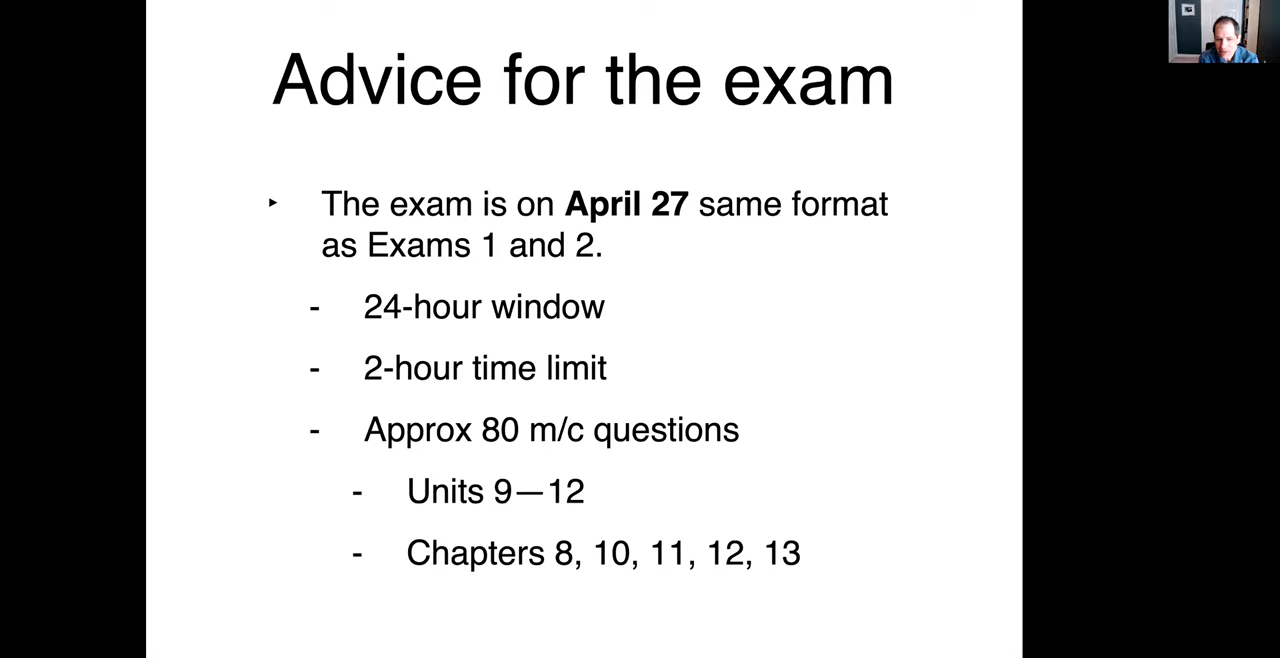 Advice for the exam
‣ The exam is on April 27 same format
as Exams 1 and 2.
- 24-hour window
- 2-hour time limit
- Approx 80 m/c questions
- Units 9—12
- Chapters 8, 10, 11, 12, 13